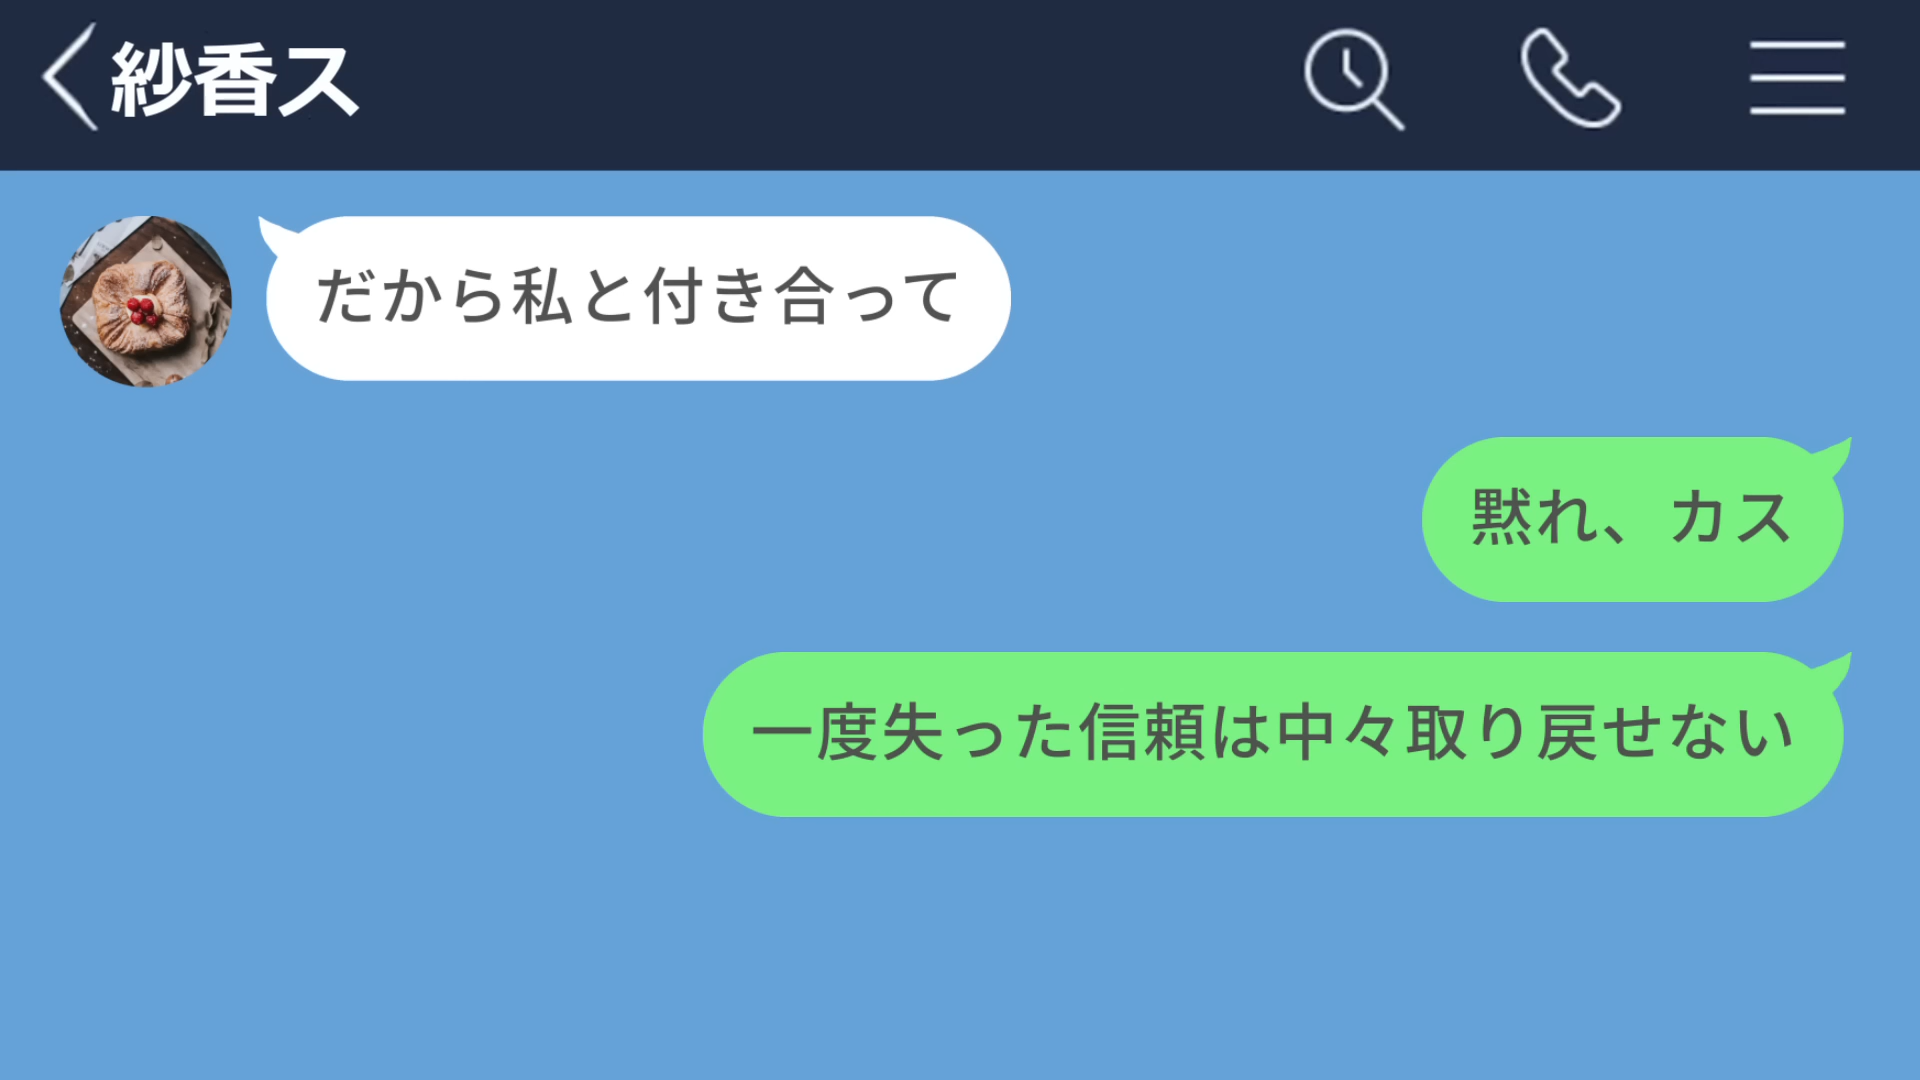 紗香ス
だから私と付き合って
黙れ、カス
一度失った信頼は中々取り戻せない